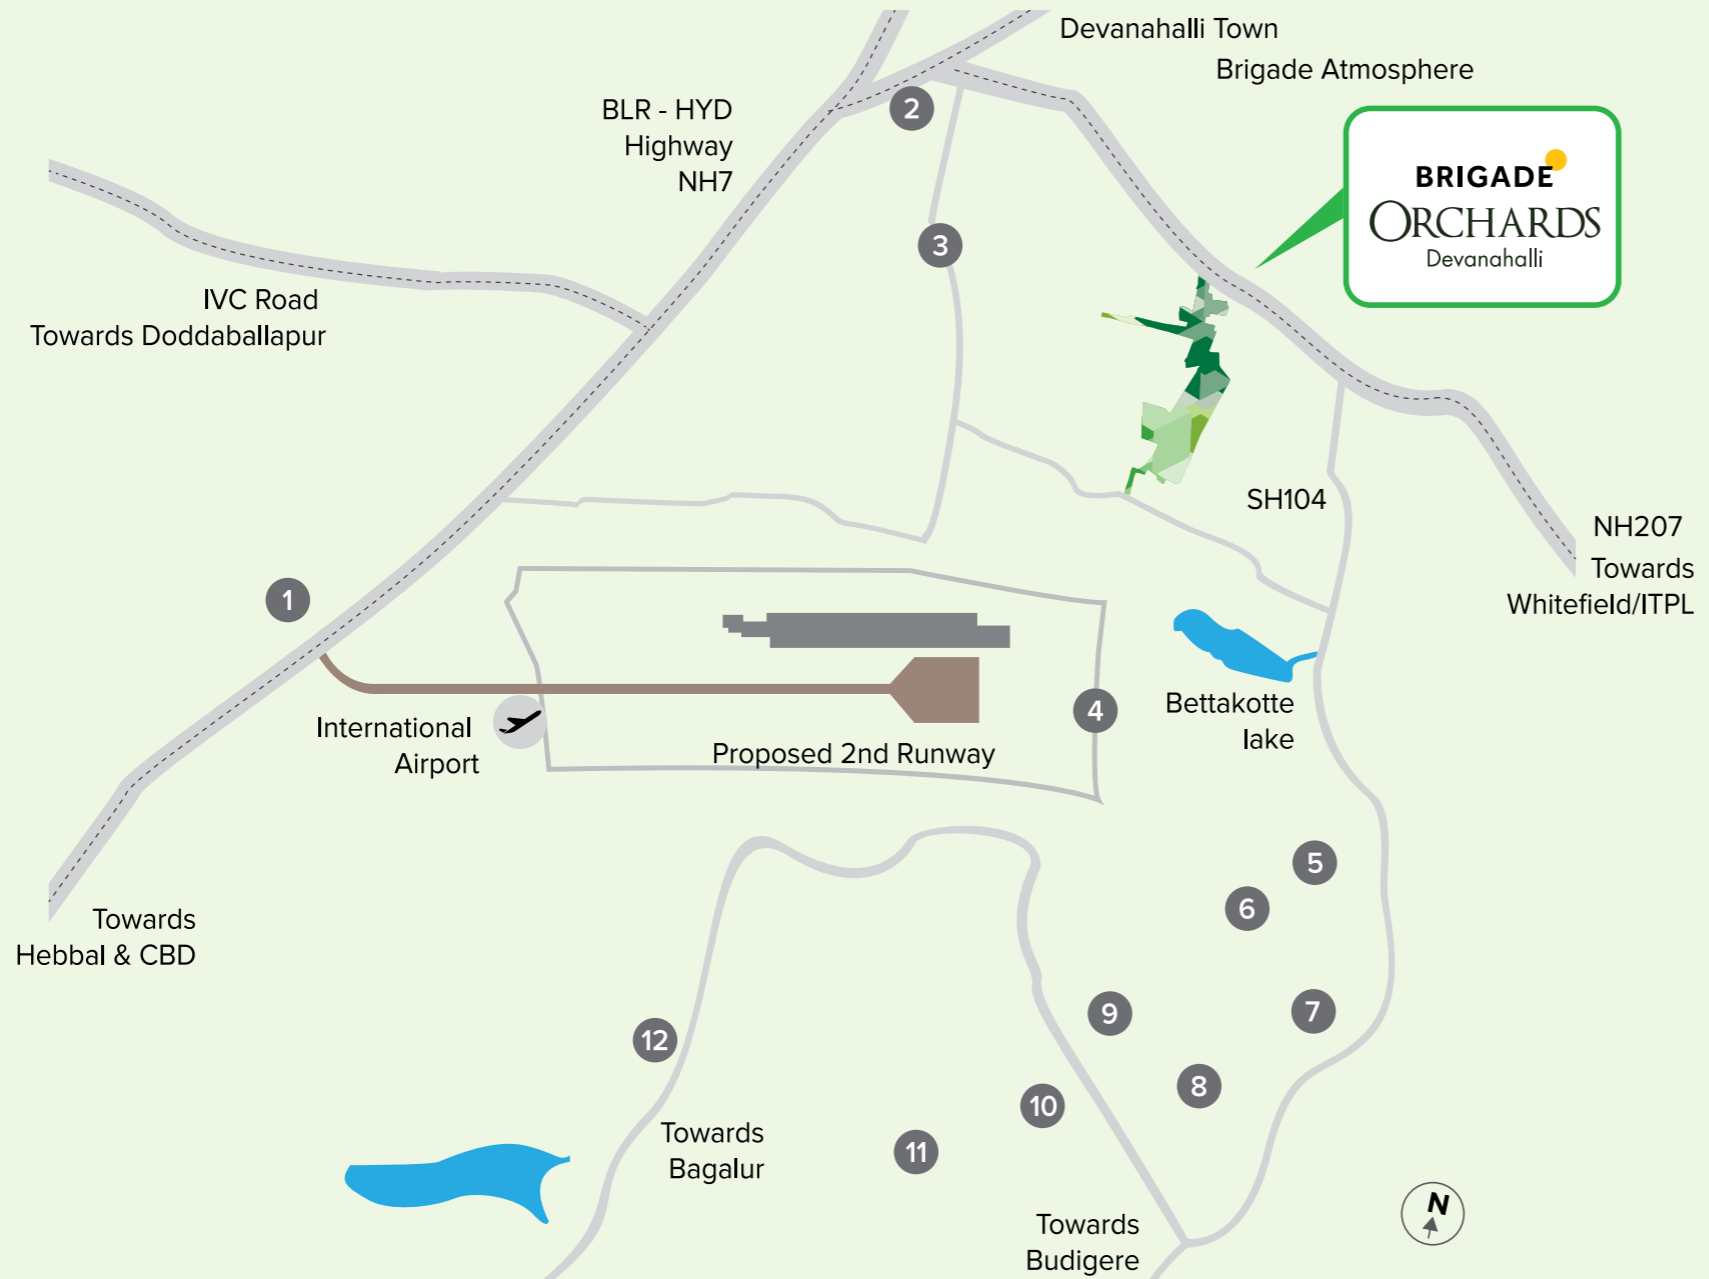 Devanahalli Town
Brigade Atmosphere
BLR - HYD
Highway
NH7
2
BRIGADE
ORCHARDS
Devanahalli
3
IVC Road
Towards Doddaballapur
SH104
NH207
Towards
Whitefield/ITPL
1
International
Airport
Proposed 2nd Runway
4
Bettakotte
lake
5
6
Towards
Hebbal & CBD
7
9
12
8
10
11
Towards
Bagalur
Towards
Budigere
N